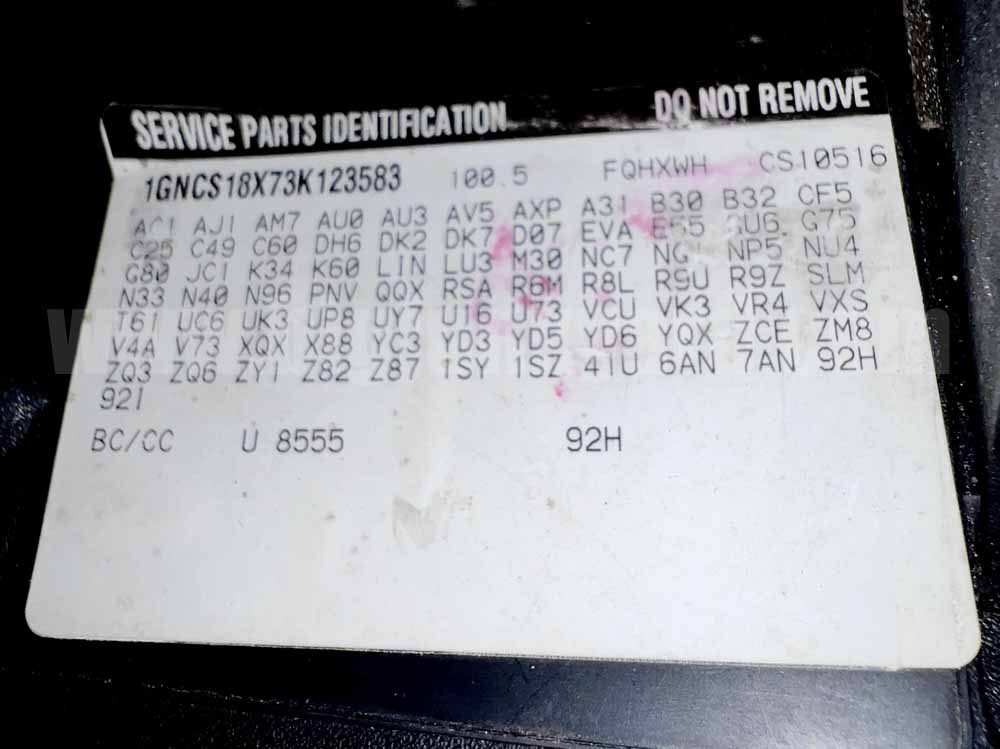 SERVICE PARTS IDENTIFICATION DO NOT REMOVE
1GNCS18X73K123583 100.5 FQHXWH CS10516
AJ1 AM7 AU0 AU3 AV5 AXP A31 B30 B32 CF5
C25 C49 C60 DH6 DK2 DK7 D07 EVA E55 GU6 G75
G80 JC1 K34 K60 LIN LU3 M30 NC7 NP5 NU4
N33 N40 N96 PNV QQX RSA R6M R8L R9U R9Z SLM
T61 UC6 UK3 UP8 UY7 U16 U73 VCU VK3 VR4 VXS
V4A V73 XQX X88 YC3 YD3 YD5 YD6 YQX ZCE ZM8
ZQ3 ZQ6 ZY1 Z82 Z87 1SY 1SZ 41U 6AN 7AN 92H
92I
BC/CC U 8555 92H